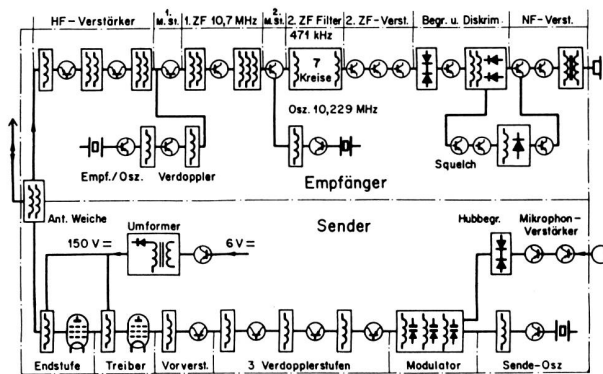 HF-Verstärker
1. M. St.
1. ZF 10,7 MHz
2. M. St.
2. ZF Filter
471 kHz
2. ZF-Verst.
Begr. u. Diskrim.
NF-Verst.
7 Kreise
Osz. 10,229 MHz
Empf./Osz.
Verdoppler
Squelch
Empfänger
Ant. Weiche
Sender
Umformer
150 V=
6 V=
Hubbegr.
Mikrophon-
Verstärker
Endstufe
Treiber
Vorverst.
3 Verdopplerstufen
Modulator
Sende-Osz